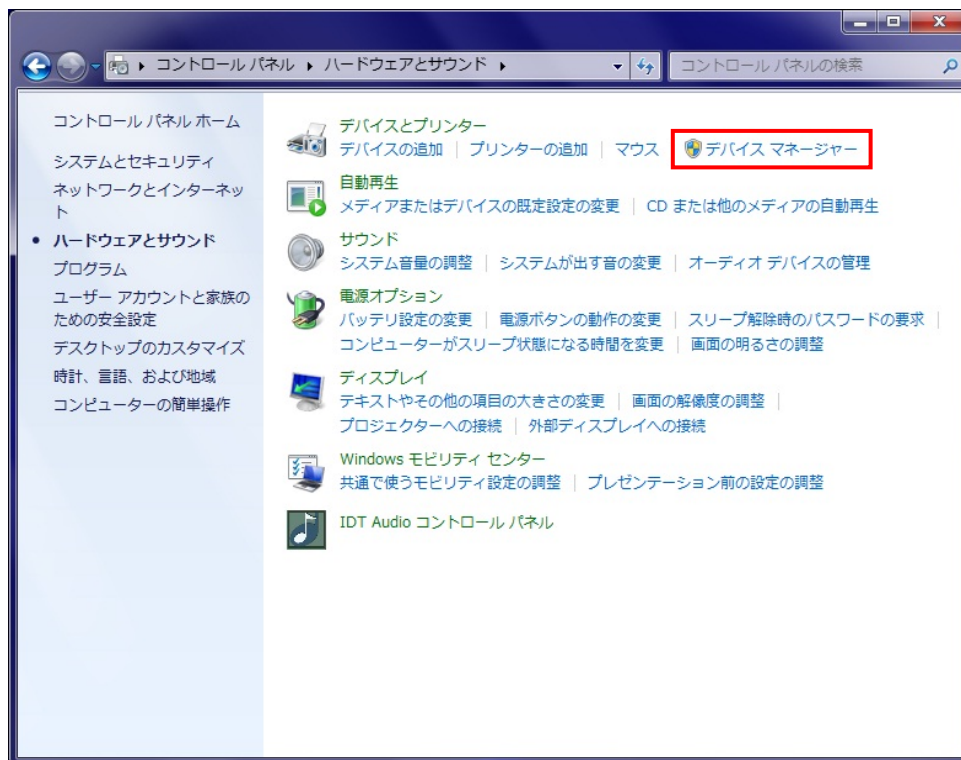 コントロール パネル ▸ ハードウェアとサウンド ▸
コントロール パネルの検索
コントロール パネル ホーム
システムとセキュリティ
ネットワークとインターネッ
ト
• ハードウェアとサウンド
プログラム
ユーザー アカウントと家族の
ための安全設定
デスクトップのカスタマイズ
時計、言語、および地域
コンピューターの簡単操作
デバイスとプリンター
デバイスの追加 | プリンターの追加 | マウス | デバイス マネージャー
自動再生
メディアまたはデバイスの既定設定の変更 | CD または他のメディアの自動再生
サウンド
システム音量の調整 | システムが出す音の変更 | オーディオ デバイスの管理
電源オプション
バッテリ設定の変更 | 電源ボタンの動作の変更 | スリープ解除時のパスワードの要求 |
コンピューターがスリープ状態になる時間を変更 | 画面の明るさの調整
ディスプレイ
テキストやその他の項目の大きさの変更 | 画面の解像度の調整 |
プロジェクターへの接続 | 外部ディスプレイへの接続
Windows モビリティ センター
共通で使うモビリティ設定の調整 | プレゼンテーション前の設定の調整
IDT Audio コントロール パネル